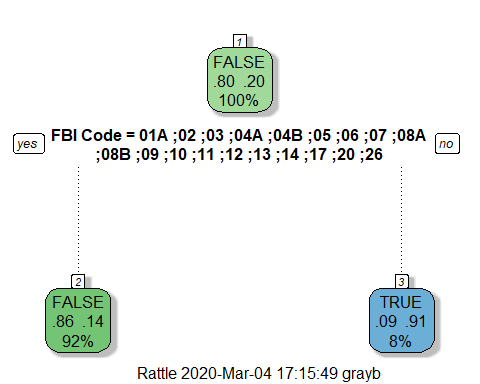 1
FALSE
.80 .20
100%
yes
FBI Code = 01A ;02 ;03 ;04A ;04B ;05 ;06 ;07 ;08A
;08B ;09 ;10 ;11 ;12 ;13 ;14 ;17 ;20 ;26
no
2
FALSE
.86 .14
92%
3
TRUE
.09 .91
8%
Rattle 2020-Mar-04 17:15:49 grayb